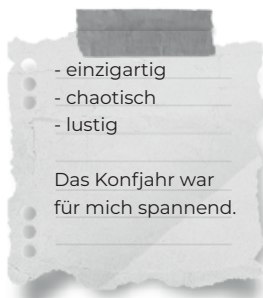 - einzigartig
- chaotisch
- lustig
Das Konfjahr war
für mich spannend.